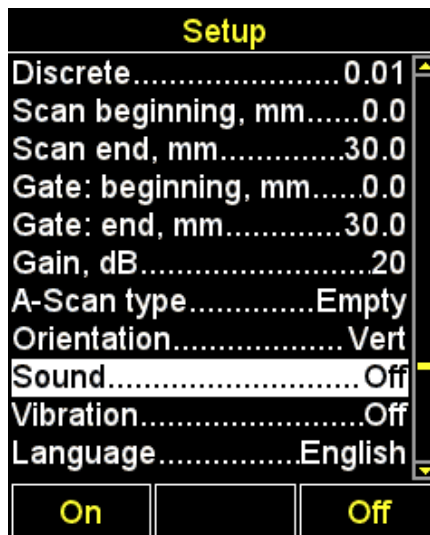 Setup
Discrete......................0.01
Scan beginning, mm......0.0
Scan end, mm..............30.0
Gate: beginning, mm......0.0
Gate: end, mm.............30.0
Gain, dB.........................20
A-Scan type..............Empty
Orientation................... Vert
Sound............................ Off
Vibration.........................Off
Language................English
On Off